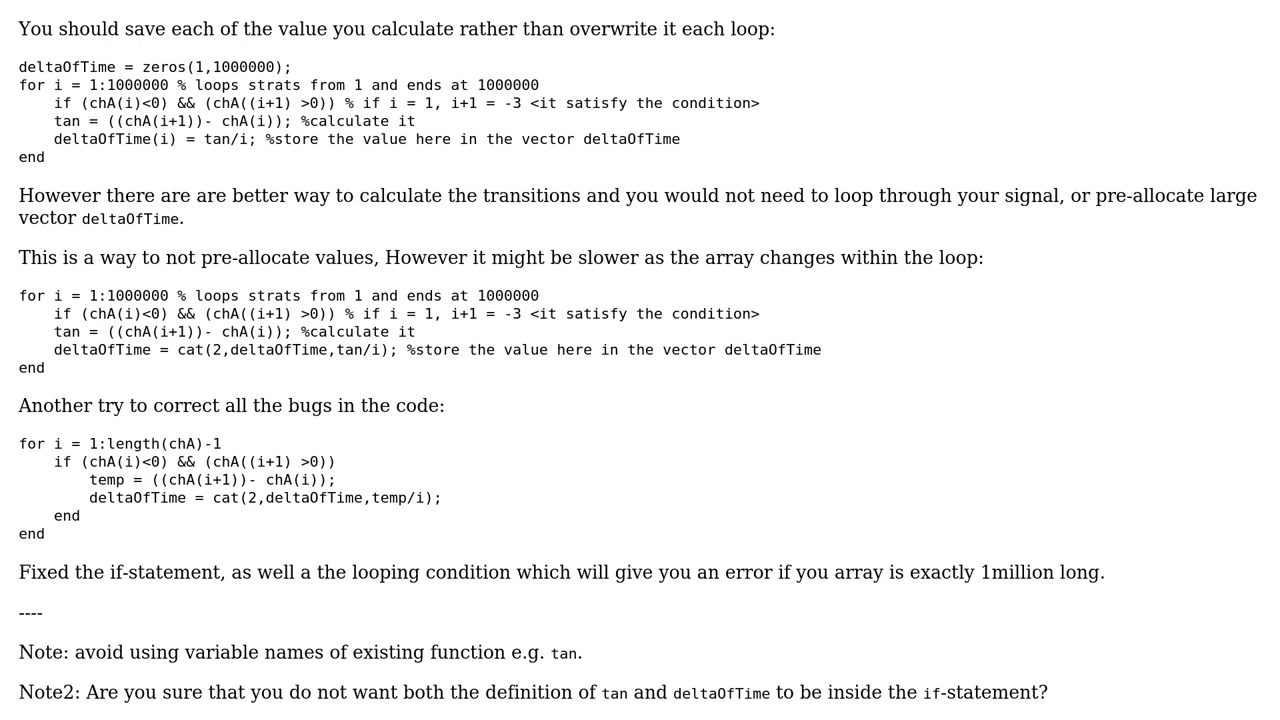 You should save each of the value you calculate rather than overwrite it each loop:
deltaOfTime = zeros(1,1000000);
for i = 1:1000000 % loops strats from 1 and ends at 1000000
    if (chA(i)<0) && (chA((i+1) >0)) % if i = 1, i+1 = -3 <it satisfy the condition>
    tan = ((chA(i+1))- chA(i)); %calculate it
    deltaOfTime(i) = tan/i; %store the value here in the vector deltaOfTime
end
However there are are better way to calculate the transitions and you would not need to loop through your signal, or pre-allocate large
vector deltaOfTime.
This is a way to not pre-allocate values, However it might be slower as the array changes within the loop:
for i = 1:1000000 % loops strats from 1 and ends at 1000000
    if (chA(i)<0) && (chA((i+1) >0)) % if i = 1, i+1 = -3 <it satisfy the condition>
    tan = ((chA(i+1))- chA(i)); %calculate it
    deltaOfTime = cat(2,deltaOfTime,tan/i); %store the value here in the vector deltaOfTime
end
Another try to correct all the bugs in the code:
for i = 1:length(chA)-1
    if (chA(i)<0) && (chA((i+1) >0))
        temp = ((chA(i+1))- chA(i));
        deltaOfTime = cat(2,deltaOfTime,temp/i);
    end
end
Fixed the if-statement, as well a the looping condition which will give you an error if you array is exactly 1million long.
----
Note: avoid using variable names of existing function e.g. tan.
Note2: Are you sure that you do not want both the definition of tan and deltaOfTime to be inside the if-statement?